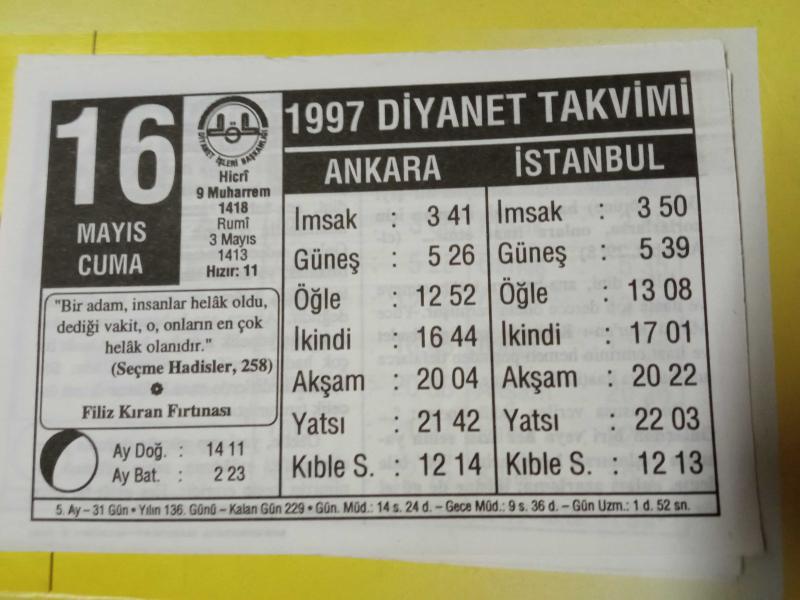 16
MAYIS
CUMA
DİYANET İŞLERİ BAŞKANLIĞI
Hicrî
9 Muharrem
1418
Rumî
3 Mayıs
1413
Hızır: 11
"Bir adam, insanlar helâk oldu,
dediği vakit, o, onların en çok
helâk olanıdır."
(Seçme Hadisler, 258)
Filiz Kıran Fırtınası
Ay Doğ. : 14 11
Ay Bat. : 2 23
1997 DİYANET TAKVİMİ
ANKARA
İmsak : 3 41
Güneş : 5 26
Öğle : 12 52
İkindi : 16 44
Akşam : 20 04
Yatsı : 21 42
Kıble S. : 12 14
İSTANBUL
İmsak : 3 50
Güneş : 5 39
Öğle : 13 08
İkindi : 17 01
Akşam : 20 22
Yatsı : 22 03
Kıble S. : 12 13
5. Ay – 31 Gün • Yılın 136. Günü – Kalan Gün 229 • Gün. Müd.: 14 s. 24 d. – Gece Müd.: 9 s. 36 d. – Gün Uzm.: 1 d. 52 sn.